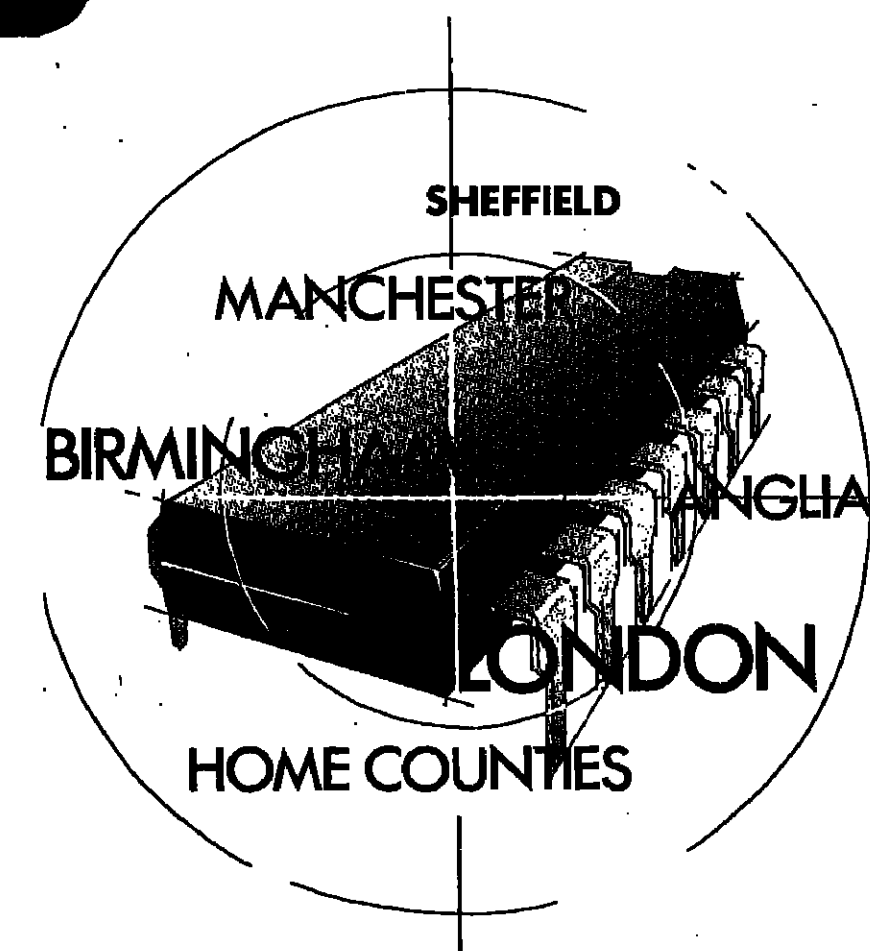 SHEFFIELD
MANCHESTER
BIRMINGHAM
ANGLIA
LONDON
HOME COUNTIES